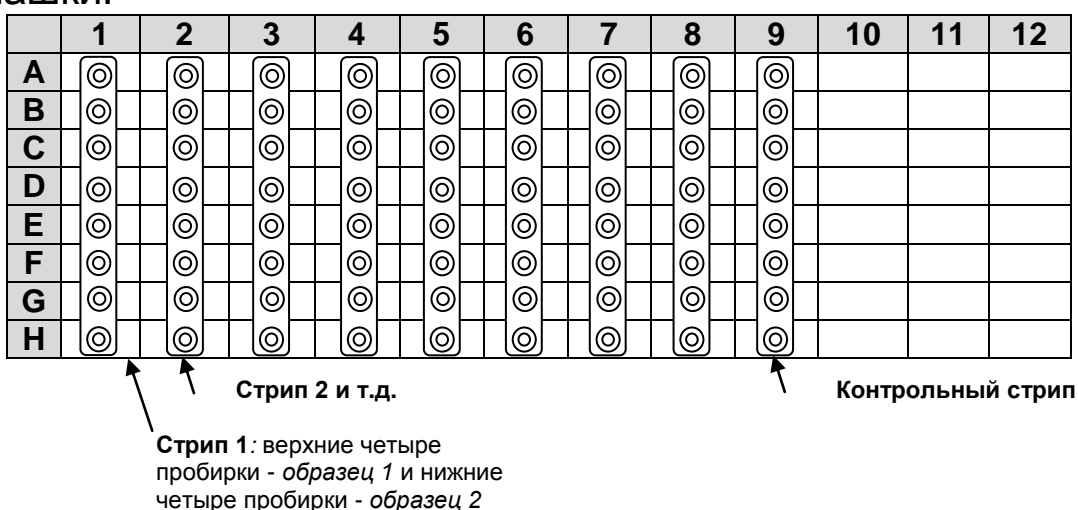 1 2 3 4 5 6 7 8 9 10 11 12
A
B
C
D
E
F
G
H
Стрип 2 и т.д.
Контрольный стрип
Стрип 1: верхние четыре
пробирки - образец 1 и нижние
четыре пробирки - образец 2